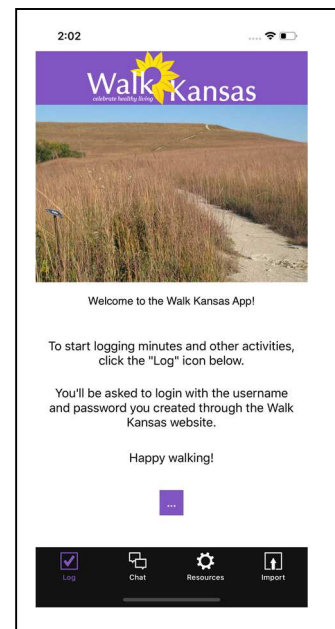 2:02
Walk Kansas
celebrate healthy living
Welcome to the Walk Kansas App!
To start logging minutes and other activities,
click the "Log" icon below.
You'll be asked to login with the username
and password you created through the Walk
Kansas website.
Happy walking!
...
Log Chat Resources Import